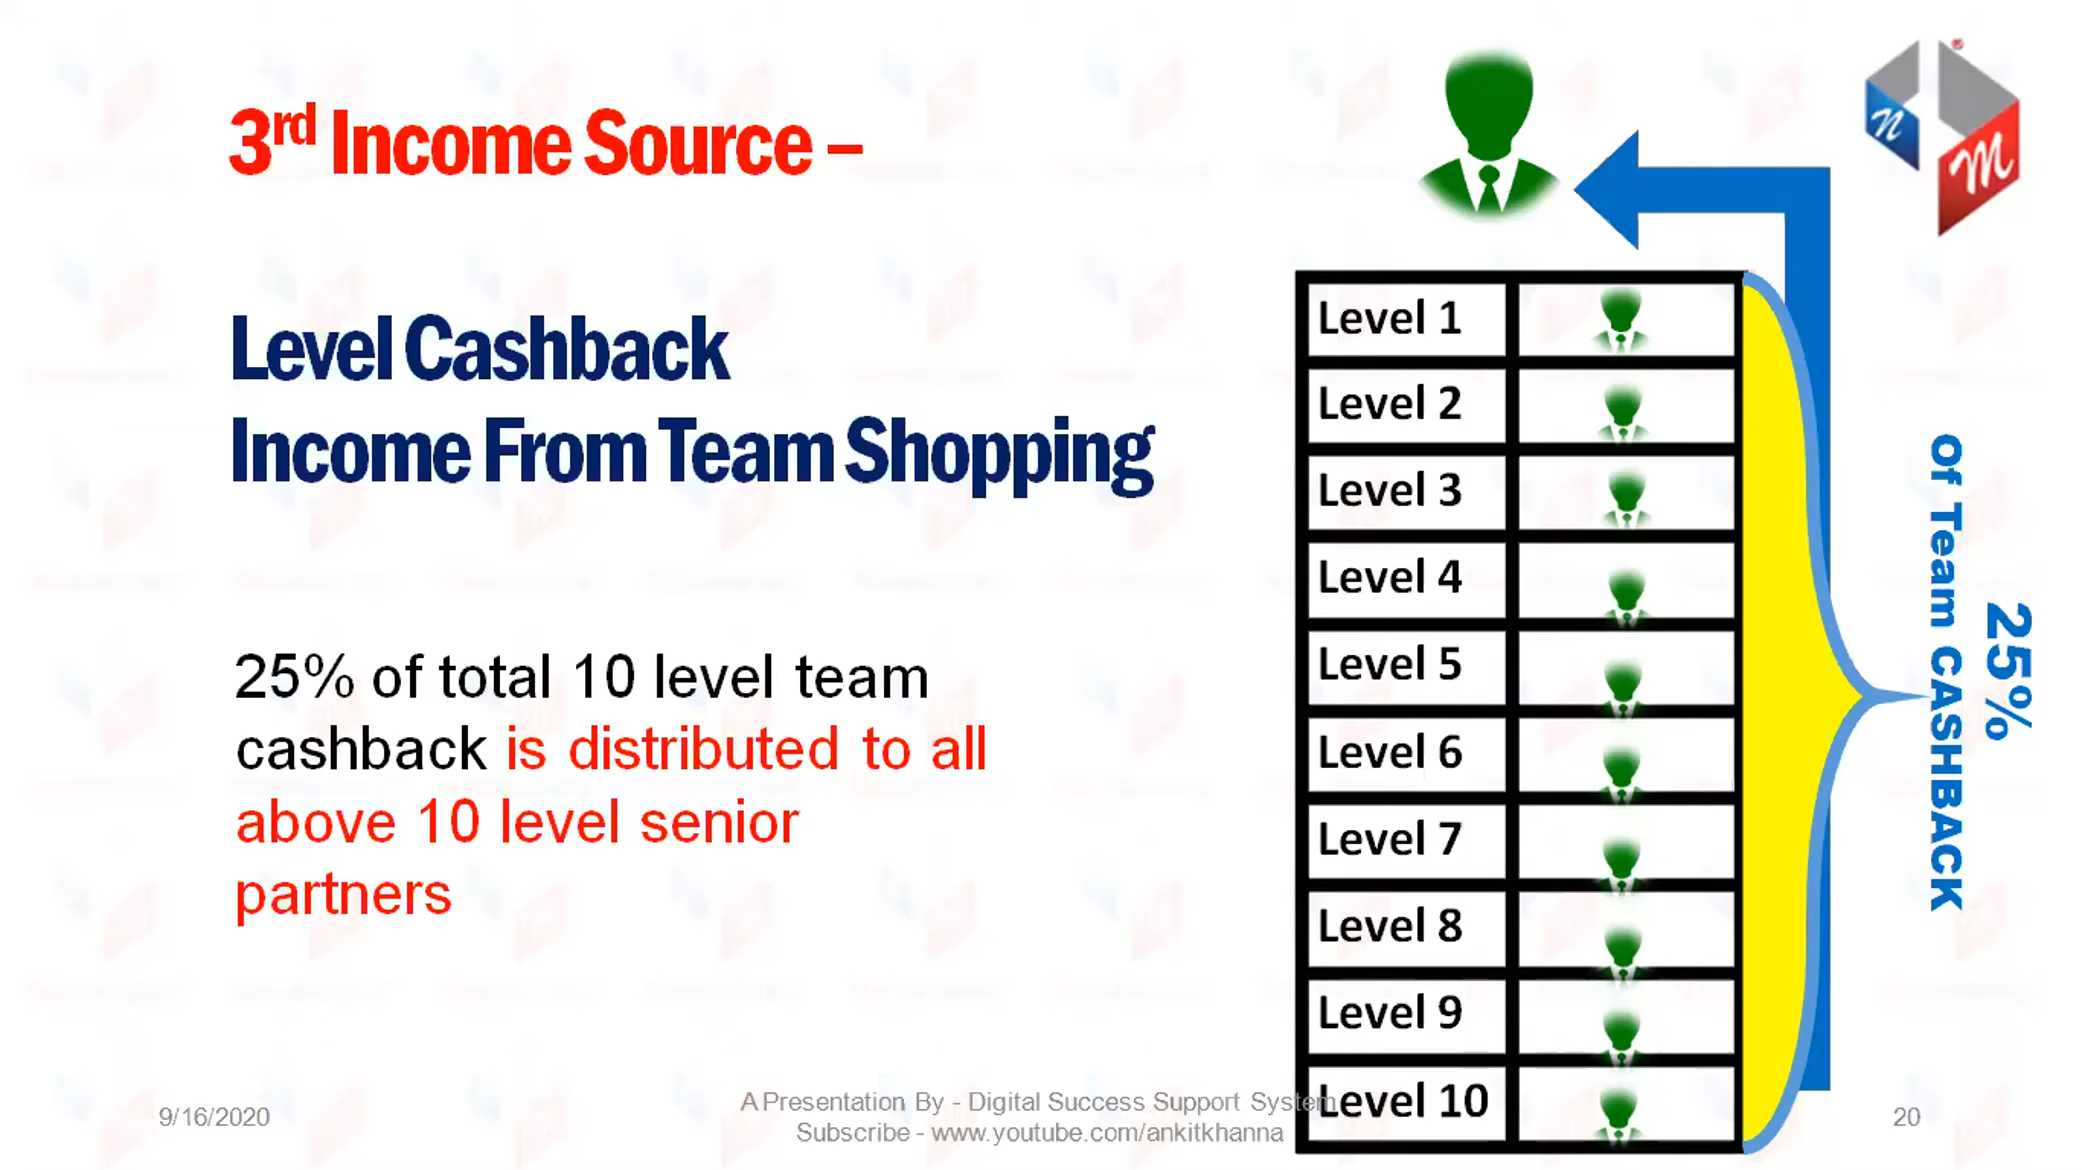 3rd Income Source –
Level Cashback
Income From Team Shopping
25% of total 10 level team
cashback is distributed to all
above 10 level senior
partners
n
m
®
Level 1
Level 2
Level 3
Level 4
Level 5
Level 6
Level 7
Level 8
Level 9
Level 10
25%
Of Team CASHBACK
9/16/2020
A Presentation By - Digital Success Support System
Subscribe - www.youtube.com/ankitkhanna
20